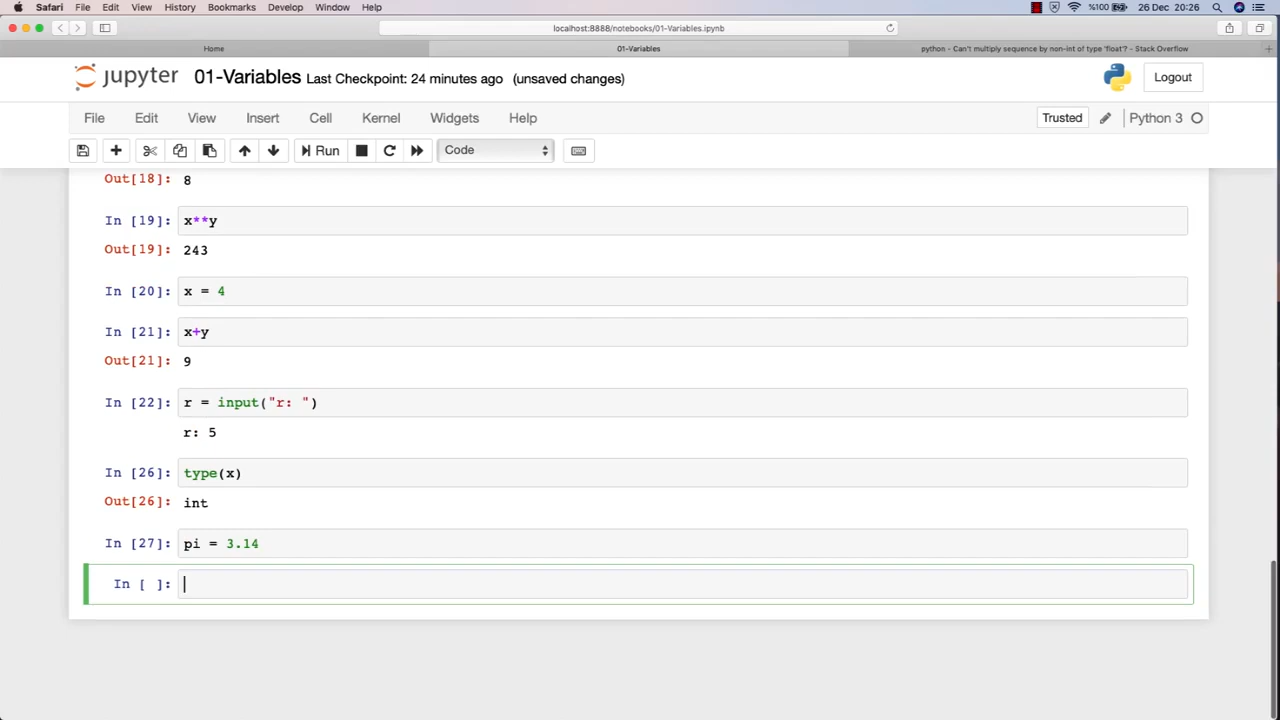 Safari File Edit View History Bookmarks Develop Window Help %100 26 Dec 20:26
localhost:8888/notebooks/01-Variables.ipynb
Home 01-Variables python - Can't multiply sequence by non-int of type 'float'? - Stack Overflow
jupyter 01-Variables Last Checkpoint: 24 minutes ago (unsaved changes) Logout
File Edit View Insert Cell Kernel Widgets Help Trusted Python 3
Run Code
Out[18]: 8
In [19]: x**y
Out[19]: 243
In [20]: x = 4
In [21]: x+y
Out[21]: 9
In [22]: r = input("r: ")
r: 5
In [26]: type(x)
Out[26]: int
In [27]: pi = 3.14
In [ ]: